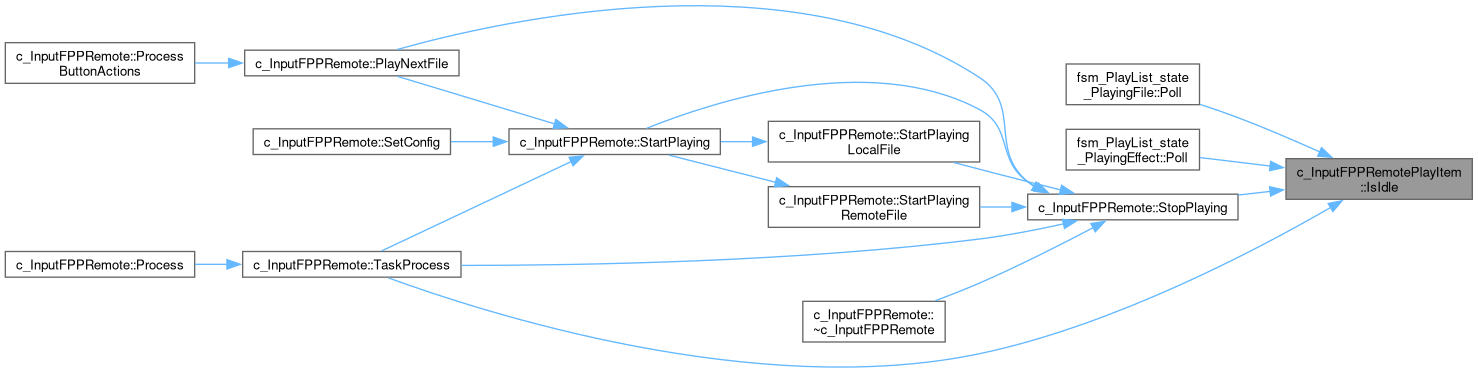 c_InputFPPRemote::Process
ButtonActions
c_InputFPPRemote::PlayNextFile
fsm_PlayList_state
_PlayingFile::Poll
c_InputFPPRemote::SetConfig
c_InputFPPRemote::StartPlaying
c_InputFPPRemote::StartPlaying
LocalFile
fsm_PlayList_state
_PlayingEffect::Poll
c_InputFPPRemotePlayItem
::IsIdle
c_InputFPPRemote::StartPlaying
RemoteFile
c_InputFPPRemote::StopPlaying
c_InputFPPRemote::Process
c_InputFPPRemote::TaskProcess
c_InputFPPRemote::
~c_InputFPPRemote